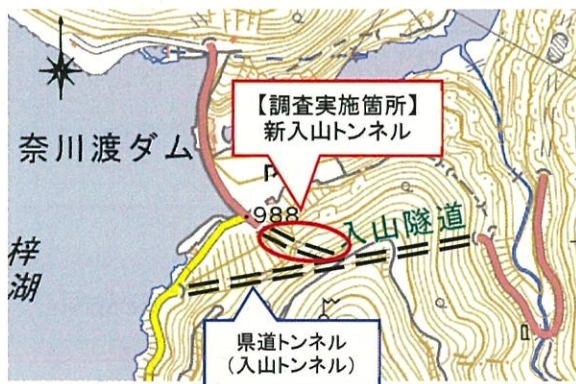 【調査実施箇所】
新入山トンネル
奈川渡ダム
988
入山隧道
梓湖
県道トンネル
(入山トンネル)